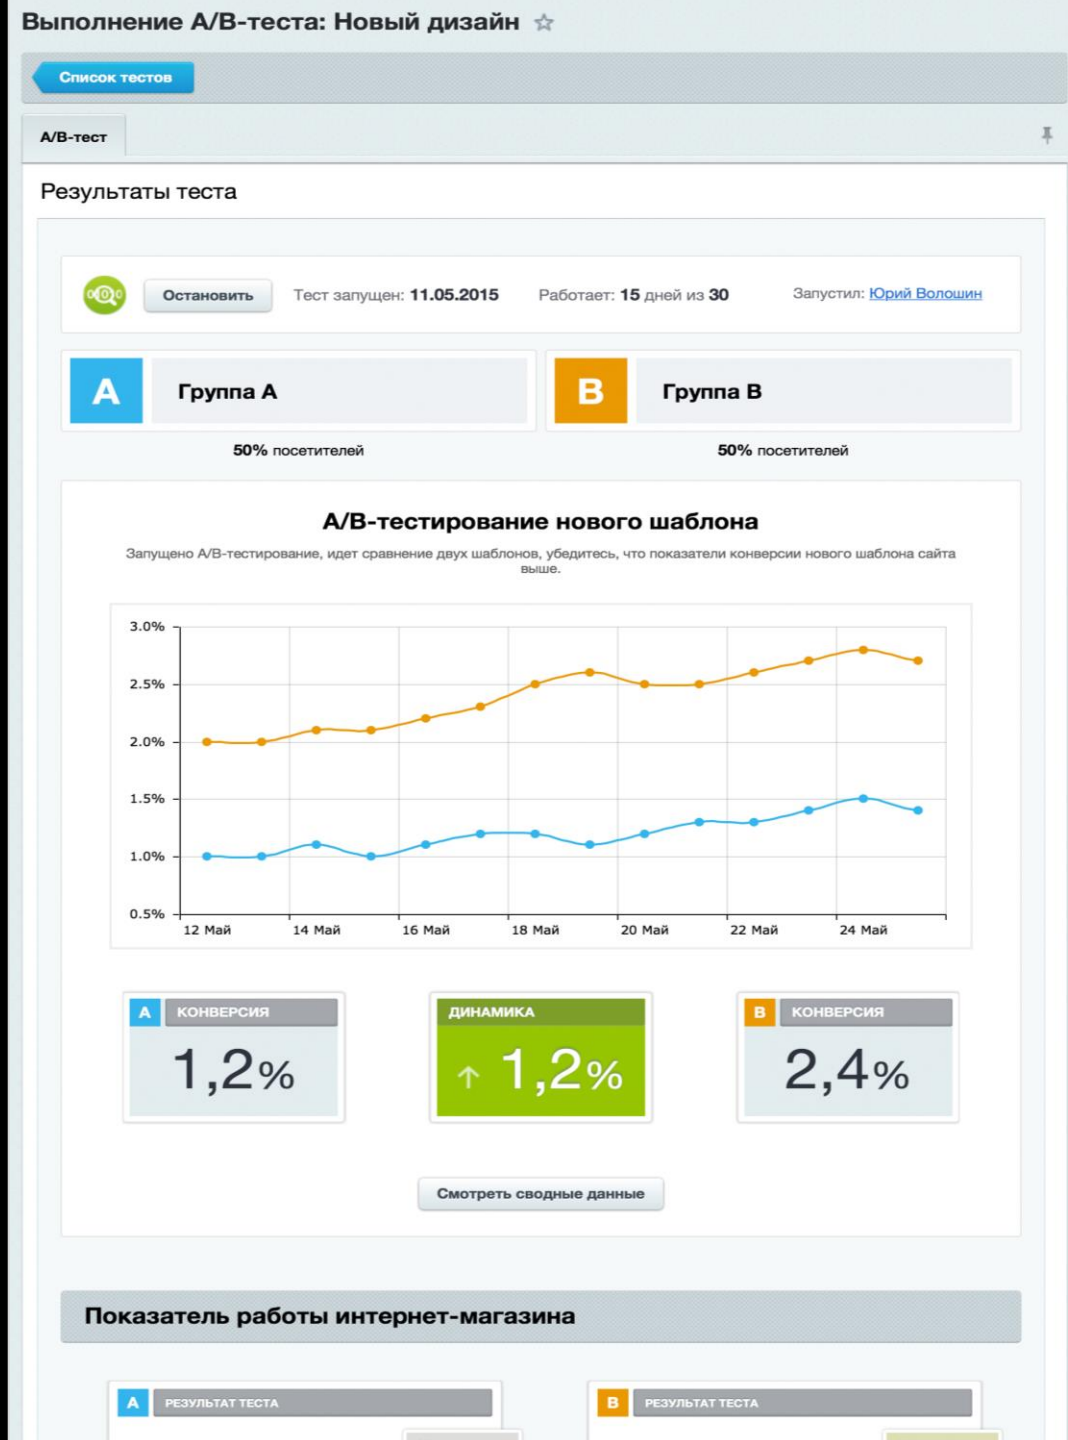 Выполнение A/B-теста: Новый дизайн
Список тестов
A/B-тест
Результаты теста
Остановить Тест запущен: 11.05.2015 Работает: 15 дней из 30 Запустил: Юрий Волошин
A Группа A B Группа B
50% посетителей 50% посетителей
A/B-тестирование нового шаблона
Запущено A/B-тестирование, идет сравнение двух шаблонов, убедитесь, что показатели конверсии нового шаблона сайта
выше.
3.0%
2.5%
2.0%
1.5%
1.0%
0.5%
12 Май 14 Май 16 Май 18 Май 20 Май 22 Май 24 Май
A КОНВЕРСИЯ ДИНАМИКА B КОНВЕРСИЯ
1,2% ↑ 1,2% 2,4%
Смотреть сводные данные
Показатель работы интернет-магазина
A РЕЗУЛЬТАТ ТЕСТА B РЕЗУЛЬТАТ ТЕСТА